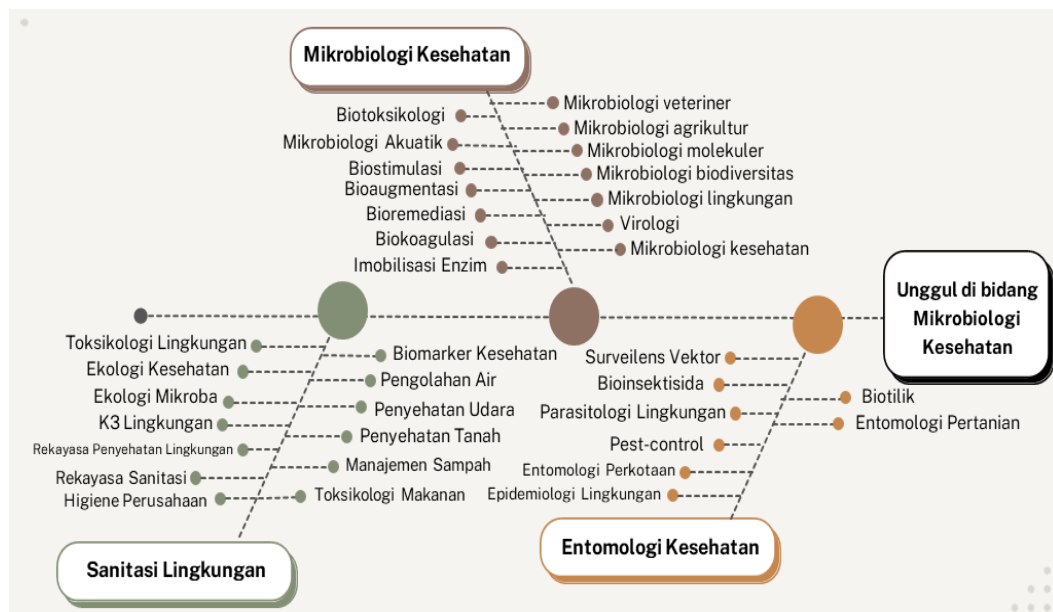 Mikrobiologi Kesehatan
Biotoksikologi
Mikrobiologi Akuatik
Biostimulasi
Bioaugmentasi
Bioremediasi
Biokoagulasi
Imobilisasi Enzim
Mikrobiologi veteriner
Mikrobiologi agrikultur
Mikrobiologi molekuler
Mikrobiologi biodiversitas
Mikrobiologi lingkungan
Virologi
Mikrobiologi kesehatan
Unggul di bidang
Mikrobiologi
Kesehatan
Toksikologi Lingkungan
Ekologi Kesehatan
Ekologi Mikroba
K3 Lingkungan
Rekayasa Penyehatan Lingkungan
Rekayasa Sanitasi
Higiene Perusahaan
Biomarker Kesehatan
Pengolahan Air
Penyehatan Udara
Penyehatan Tanah
Manajemen Sampah
Toksikologi Makanan
Sanitasi Lingkungan
Surveilens Vektor
Bioinsektisida
Parasitologi Lingkungan
Pest-control
Entomologi Perkotaan
Epidemiologi Lingkungan
Biotilik
Entomologi Pertanian
Entomologi Kesehatan